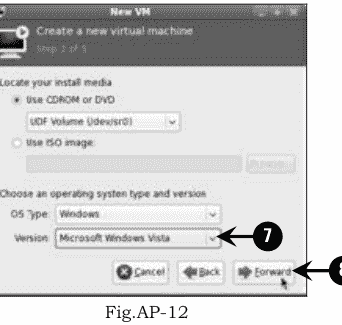 New VM
Create a new virtual machine
Step 2 of 5
Locate your install media
Use CDROM or DVD
UDF Volume (/dev/sr0)
Use ISO image:
Browse...
Choose an operating system type and version
OS Type: Windows
Version: Microsoft Windows Vista
7
Cancel Back Forward
8
Fig.AP-12